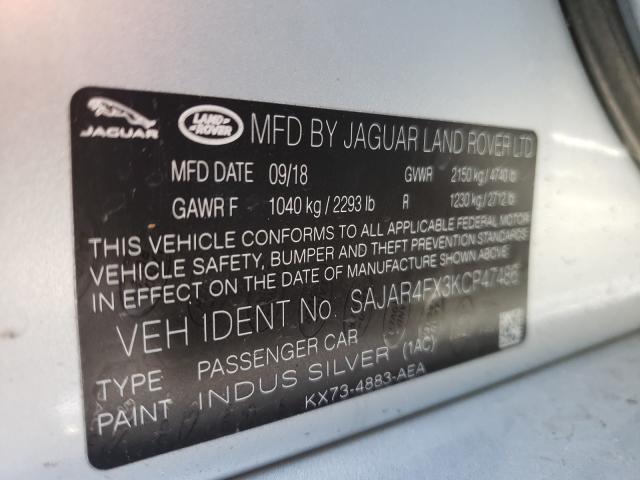 JAGUAR LAND ROVER MFD BY JAGUAR LAND ROVER LTD
MFD DATE 09/18 GVWR 2150 kg / 4740 lb
GAWR F 1040 kg / 2293 lb R 1230 kg / 2712 lb
THIS VEHICLE CONFORMS TO ALL APPLICABLE FEDERAL MOTOR
VEHICLE SAFETY, BUMPER AND THEFT PREVENTION STANDARDS
IN EFFECT ON THE DATE OF MANUFACTURE SHOWN ABOVE
VEH IDENT No. SAJAR4FX3KCP47486
TYPE PASSENGER CAR
PAINT INDUS SILVER (1AC)
KX73-4883-AEA